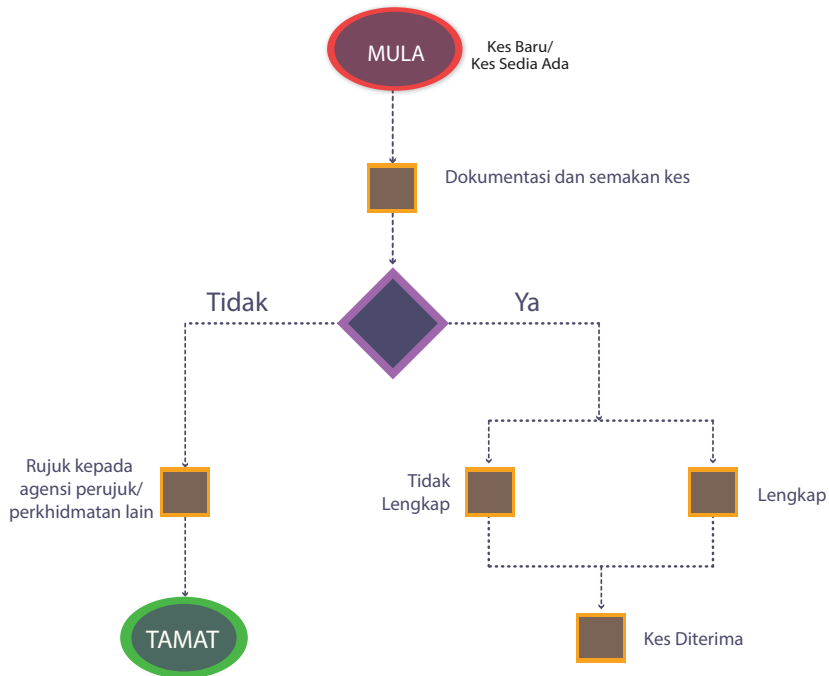 MULA
Kes Baru/
Kes Sedia Ada
Dokumentasi dan semakan kes
Tidak
Ya
Rujuk kepada
agensi perujuk/
perkhidmatan lain
Tidak
Lengkap
Lengkap
TAMAT
Kes Diterima